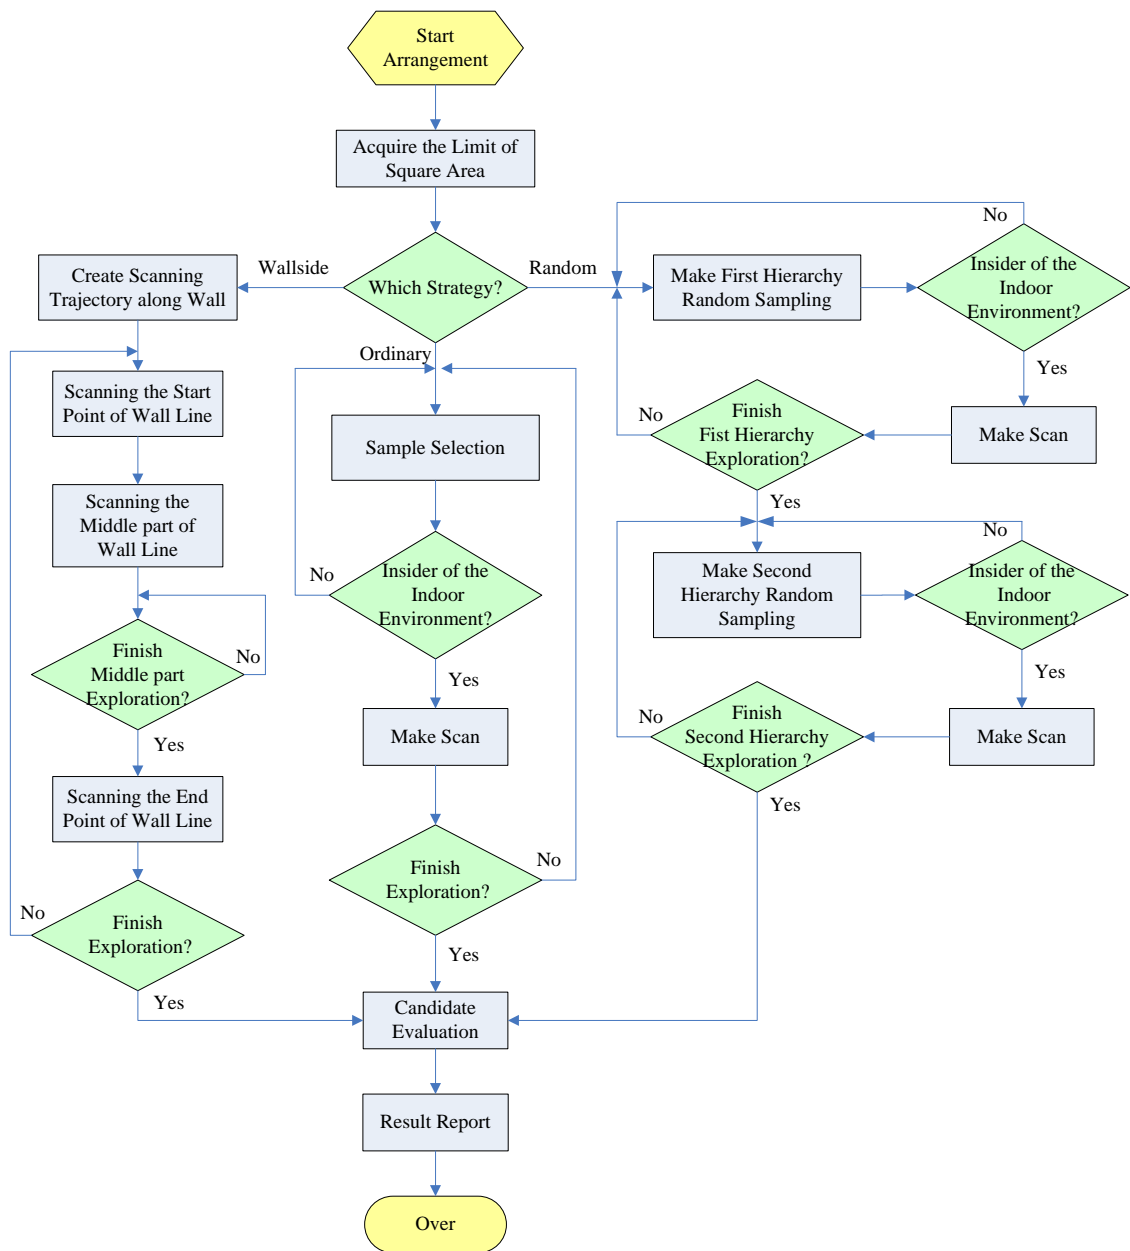 Start
Arrangement
Acquire the Limit of
Square Area
Which Strategy?
Wallside
Random
Ordinary
Create Scanning
Trajectory along Wall
Scanning the Start
Point of Wall Line
Scanning the
Middle part of
Wall Line
Finish
Middle part
Exploration?
No
Yes
Scanning the End
Point of Wall Line
Finish
Exploration?
No
Yes
Sample Selection
Insider of the
Indoor
Environment?
No
Yes
Make Scan
Finish
Exploration?
No
Yes
Make First Hierarchy
Random Sampling
Insider of the
Indoor
Environment?
No
Yes
Make Scan
Finish
Fist Hierarchy
Exploration?
No
Yes
Make Second
Hierarchy Random
Sampling
Insider of the
Indoor
Environment?
No
Yes
Make Scan
Finish
Second Hierarchy
Exploration ?
No
Yes
Candidate
Evaluation
Result Report
Over